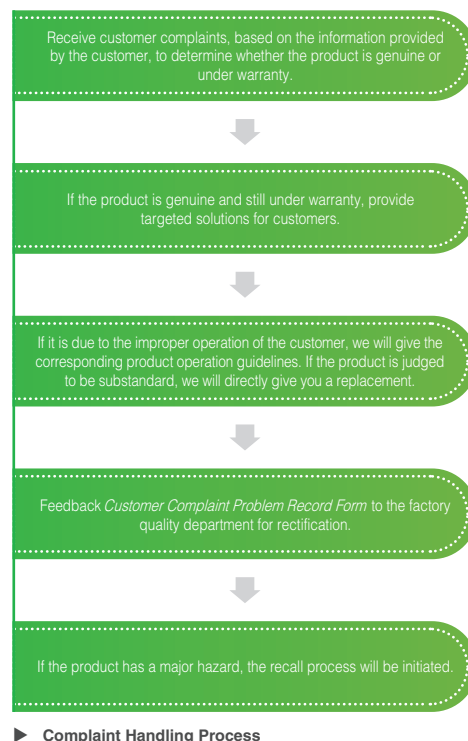 Receive customer complaints, based on the information provided
by the customer, to determine whether the product is genuine or
under warranty.
If the product is genuine and still under warranty, provide
targeted solutions for customers.
If it is due to the improper operation of the customer, we will give the
corresponding product operation guidelines. If the product is judged
to be substandard, we will directly give you a replacement.
Feedback Customer Complaint Problem Record Form to the factory
quality department for rectification.
If the product has a major hazard, the recall process will be initiated.
Complaint Handling Process